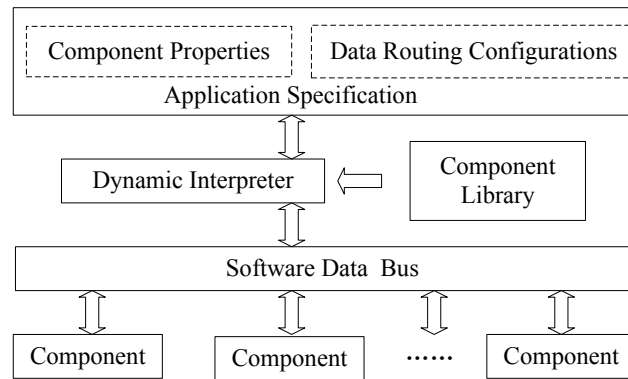 Component Properties
Data Routing Configurations
Application Specification
Dynamic Interpreter
Component
Library
Software Data Bus
Component
Component
……
Component